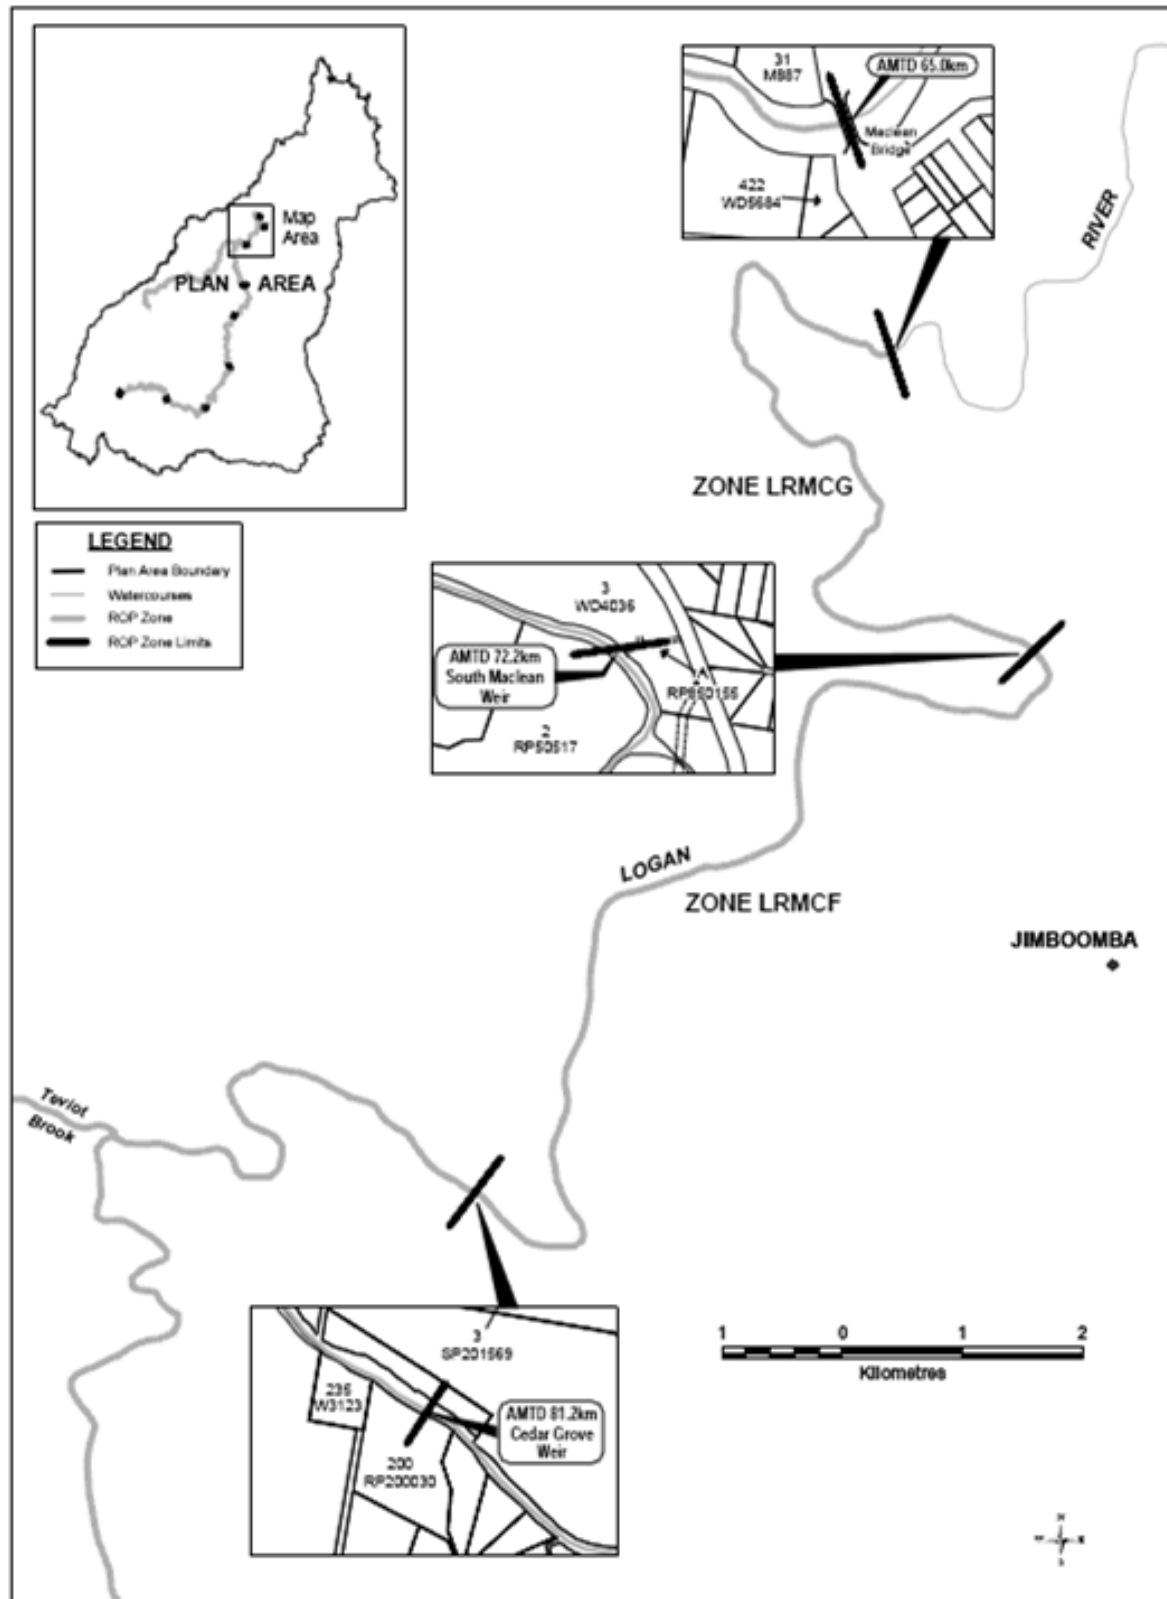 Map
Area
PLAN AREA
LEGEND
Plan Area Boundary
Watercourses
ROP Zone
ROP Zone Limits
31
M887
AMTD 65.0km
Maclean
Bridge
422
WD5684
RIVER
ZONE LRMCG
3
WD4036
AMTD 72.2km
South Maclean
Weir
A
RP850155
2
RP50517
LOGAN
ZONE LRMCF
JIMBOOMBA
Teviot
Brook
3
SP201569
235
W3123
AMTD 81.2km
Cedar Grove
Weir
200
RP200030
1 0 1 2
Kilometres